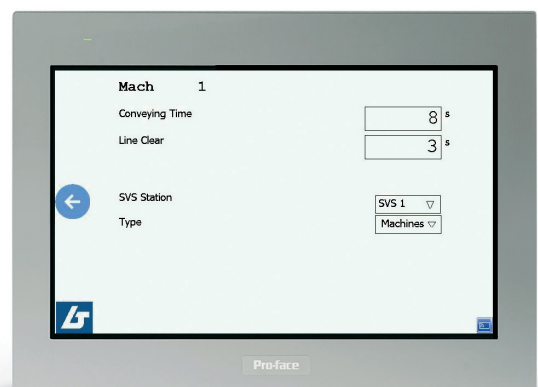 Mach 1
Conveying Time 8 s
Line Clear 3 s
SVS Station SVS 1
Type Machines
Pro-face